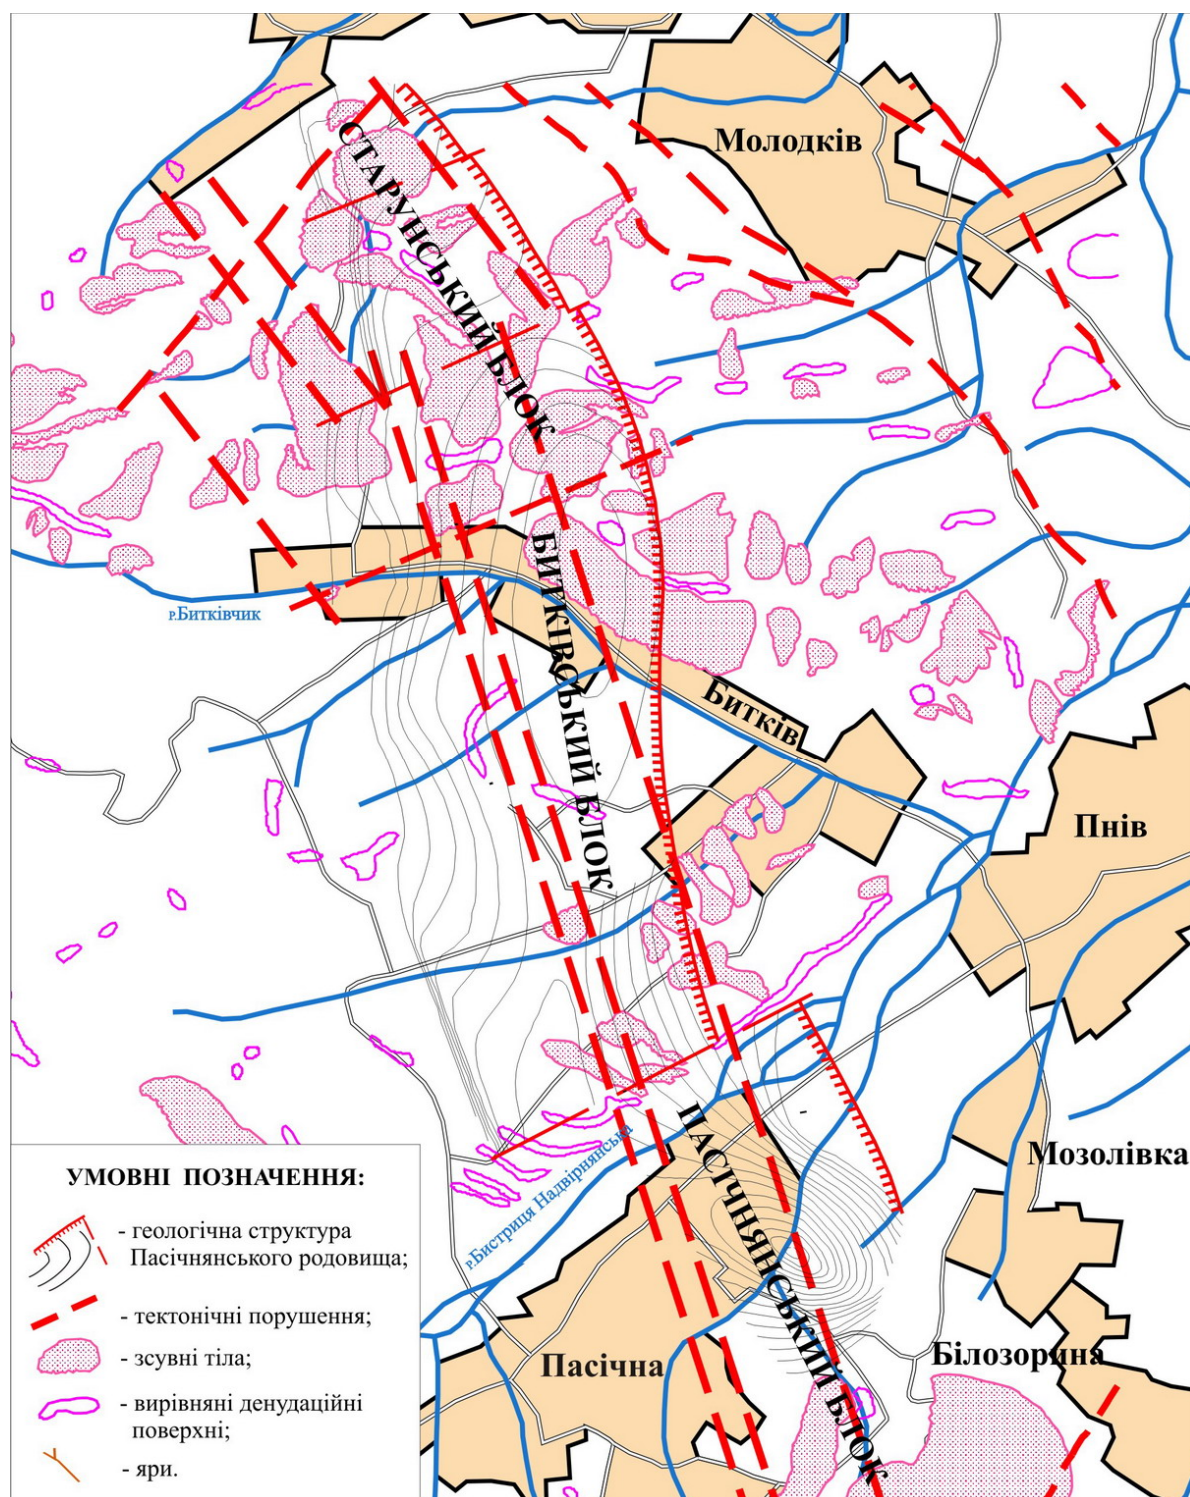 Молодків
СТАРУНСЬКИЙ БЛОК
БИТКІВСЬКИЙ БЛОК
р.Битківчик
Битків
Пнів
ПАСІЧНЯНСЬКИЙ БЛОК
Мозолівка
р.Бистриця Надвірнянська
Білозорина
Пасічна
УМОВНІ ПОЗНАЧЕННЯ:
- геологічна структура
Пасічнянського родовища;
- тектонічні порушення;
- зсувні тіла;
- вирівняні денудаційні
поверхні;
- яри.